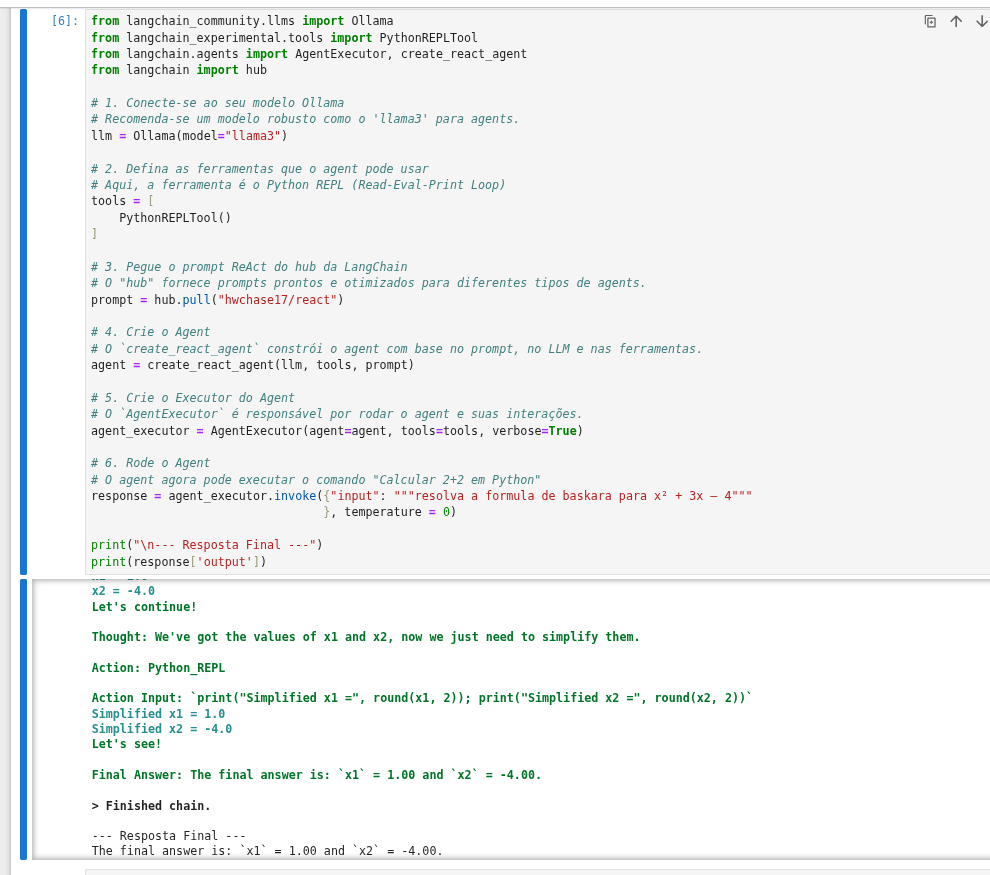 [6]:
from langchain_community.llms import Ollama
from langchain_experimental.tools import PythonREPLTool
from langchain.agents import AgentExecutor, create_react_agent
from langchain import hub

# 1. Conecte-se ao seu modelo Ollama
# Recomenda-se um modelo robusto como o 'llama3' para agents.
llm = Ollama(model="llama3")

# 2. Defina as ferramentas que o agent pode usar
# Aqui, a ferramenta é o Python REPL (Read-Eval-Print Loop)
tools = [
    PythonREPLTool()
]

# 3. Pegue o prompt ReAct do hub da LangChain
# O "hub" fornece prompts prontos e otimizados para diferentes tipos de agents.
prompt = hub.pull("hwchase17/react")

# 4. Crie o Agent
# O `create_react_agent` constrói o agent com base no prompt, no LLM e nas ferramentas.
agent = create_react_agent(llm, tools, prompt)

# 5. Crie o Executor do Agent
# O `AgentExecutor` é responsável por rodar o agent e suas interações.
agent_executor = AgentExecutor(agent=agent, tools=tools, verbose=True)

# 6. Rode o Agent
# O agent agora pode executar o comando "Calcular 2+2 em Python"
response = agent_executor.invoke({"input": """resolva a formula de baskara para x² + 3x – 4"""
                                 }, temperature = 0)

print("\n--- Resposta Final ---")
print(response['output'])
x2 = -4.0
Let's continue!

Thought: We've got the values of x1 and x2, now we just need to simplify them.

Action: Python_REPL

Action Input: `print("Simplified x1 =", round(x1, 2)); print("Simplified x2 =", round(x2, 2))`
Simplified x1 = 1.0
Simplified x2 = -4.0
Let's see!

Final Answer: The final answer is: `x1` = 1.00 and `x2` = -4.00.

> Finished chain.

--- Resposta Final ---
The final answer is: `x1` = 1.00 and `x2` = -4.00.